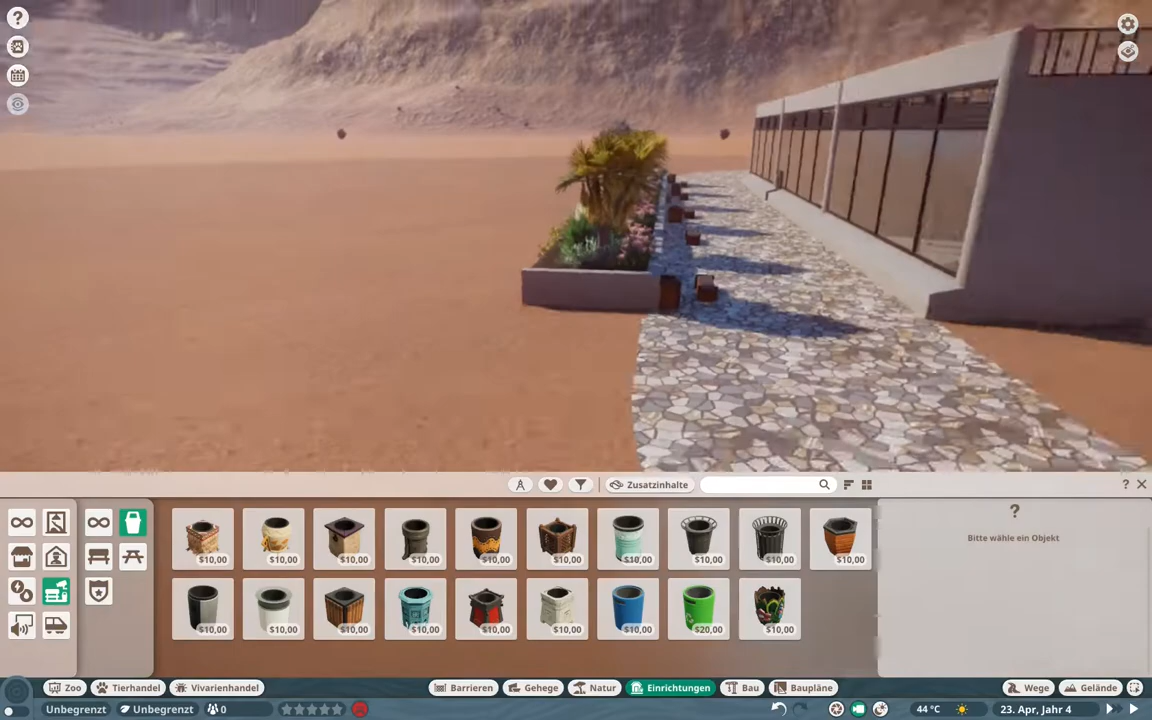 ?
Zusatzinhalte
? ×
$10,00 $10,00 $10,00 $10,00 $10,00 $10,00 $10,00 $10,00 $10,00 $10,00
?
Bitte wähle ein Objekt
$10,00 $10,00 $10,00 $10,00 $10,00 $10,00 $10,00 $20,00 $10,00
Zoo Tierhandel Vivarienhandel Barrieren Gehege Natur Einrichtungen Bau Baupläne Wege Gelände
Unbegrenzt Unbegrenzt 0 44 °C 23. Apr, Jahr 4